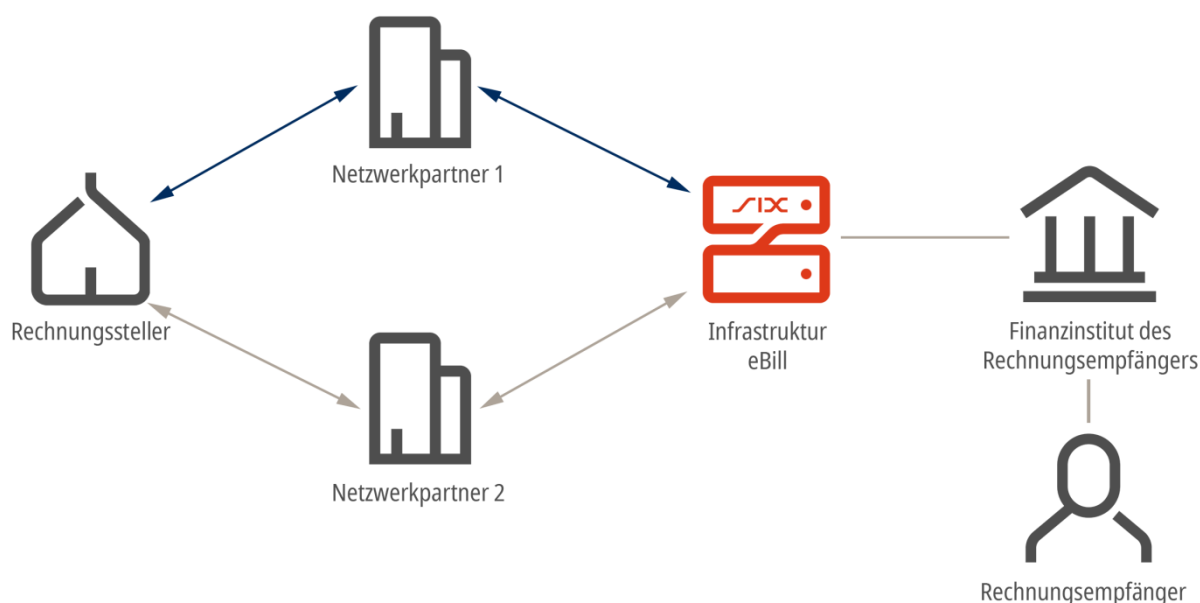 Netzwerkpartner 1
SIX
Rechnungssteller
Infrastruktur
eBill
Finanzinstitut des
Rechnungsempfängers
Netzwerkpartner 2
Rechnungsempfänger